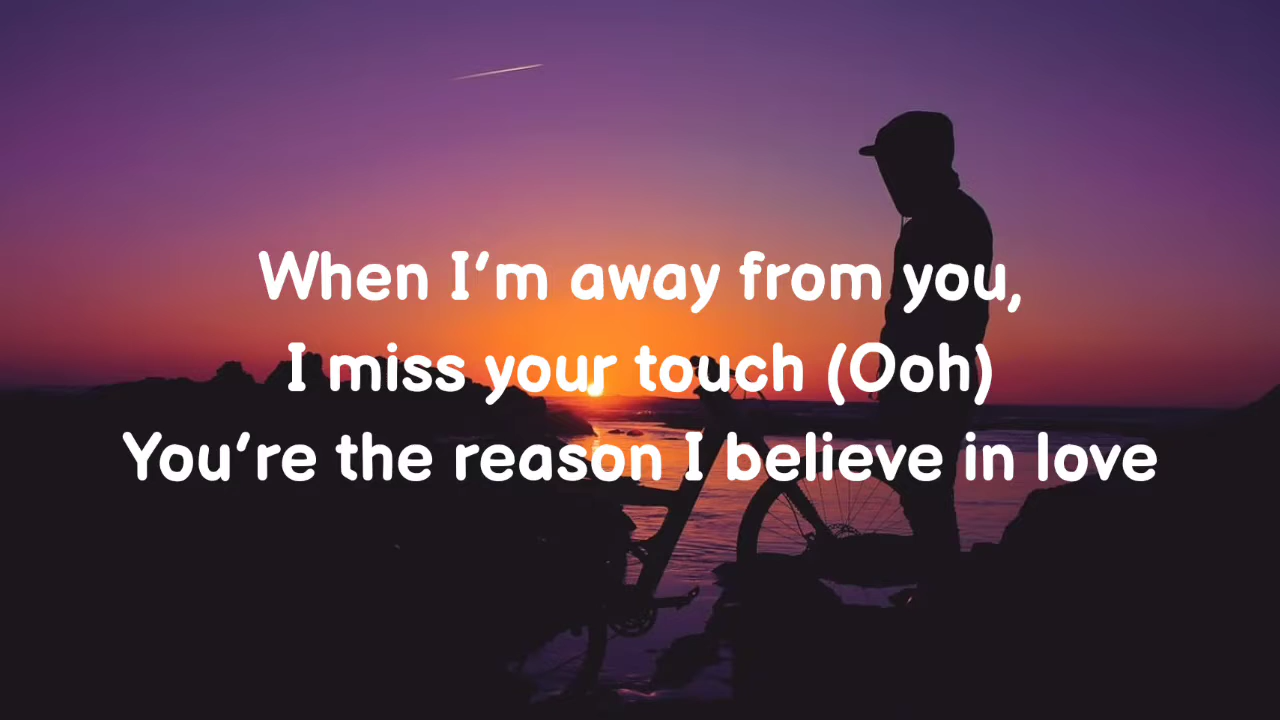 When I'm away from you,
I miss your touch (Ooh)
You're the reason I believe in love